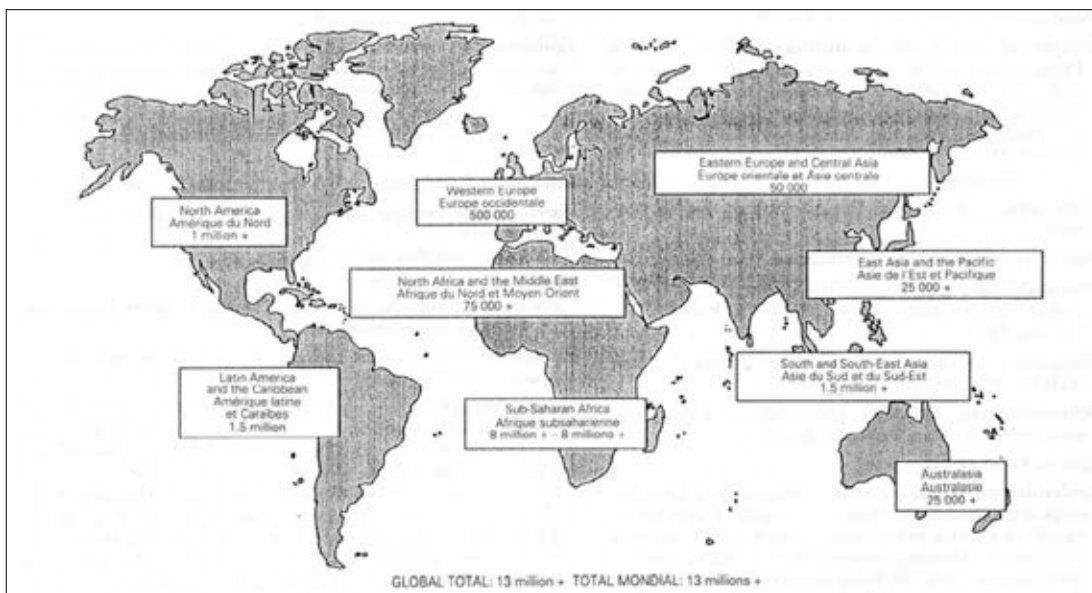 Eastern Europe and Central Asia
Europe orientale et Asie centrale
50 000
Western Europe
Europe occidentale
500 000
North America
Amérique du Nord
1 million +
East Asia and the Pacific
Asie de l'Est et Pacifique
25 000 +
North Africa and the Middle East
Afrique du Nord et Moyen Orient
75 000 +
South and South-East Asia
Asie du Sud et du Sud-Est
1.5 million +
Latin America
and the Caribbean
Amérique latine
et Caraïbes
1.5 million
Sub-Saharan Africa
Afrique subsaharienne
8 million + – 8 millions +
Australasia
Australasie
25 000 +
GLOBAL TOTAL: 13 million + TOTAL MONDIAL: 13 millions +